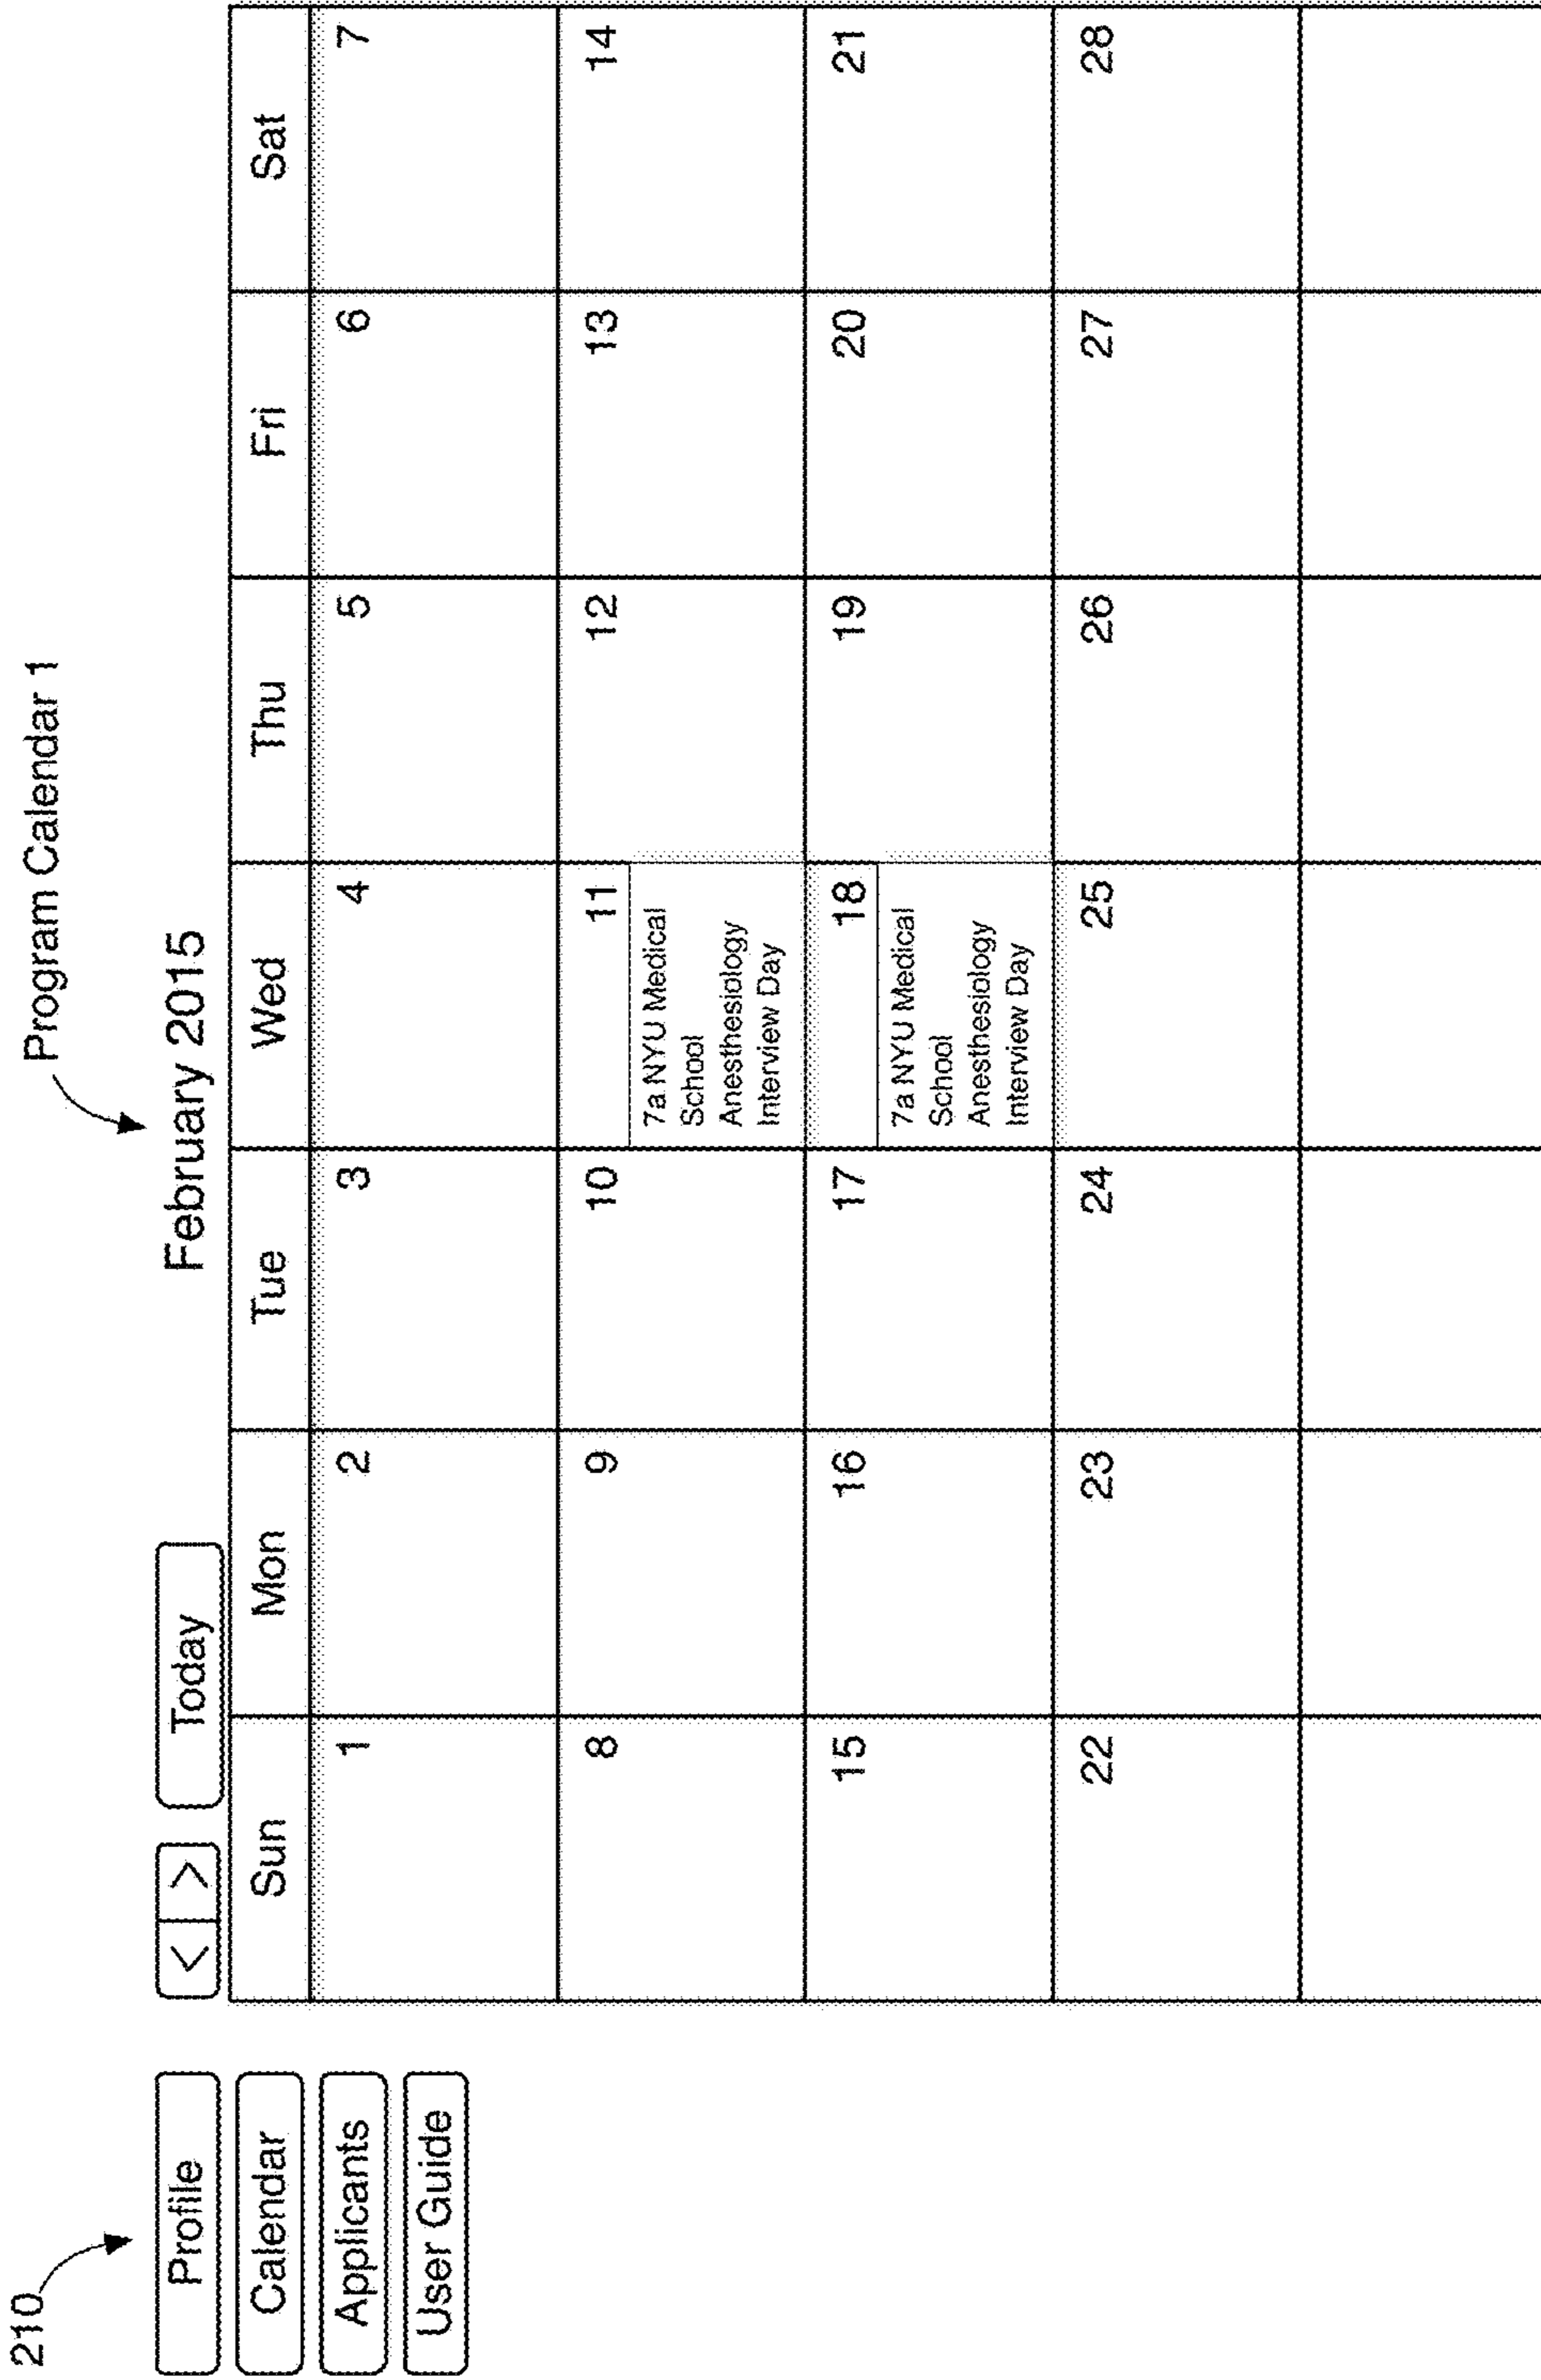 210
Program Calendar 1
Profile
Calendar
Applicants
User Guide
< > Today
February 2015
Sun Mon Tue Wed Thu Fri Sat
1 2 3 4 5 6 7
8 9 10 11 12 13 14
7a NYU Medical
School
Anesthesiology
Interview Day
15 16 17 18 19 20 21
7a NYU Medical
School
Anesthesiology
Interview Day
22 23 24 25 26 27 28